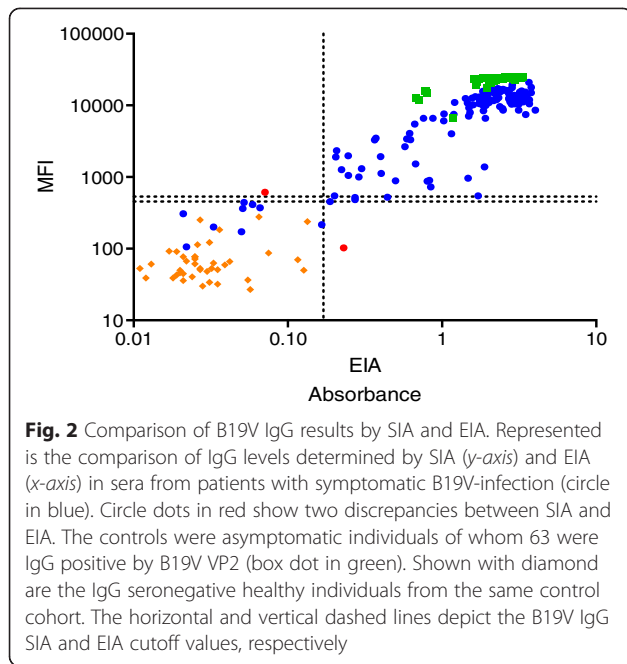 100000
10000
1000
100
10
MFI
0.01
0.10
1
10
EIA
Absorbance
Fig. 2 Comparison of B19V IgG results by SIA and EIA. Represented
is the comparison of IgG levels determined by SIA (y-axis) and EIA
(x-axis) in sera from patients with symptomatic B19V-infection (circle
in blue). Circle dots in red show two discrepancies between SIA and
EIA. The controls were asymptomatic individuals of whom 63 were
IgG positive by B19V VP2 (box dot in green). Shown with diamond
are the IgG seronegative healthy individuals from the same control
cohort. The horizontal and vertical dashed lines depict the B19V IgG
SIA and EIA cutoff values, respectively